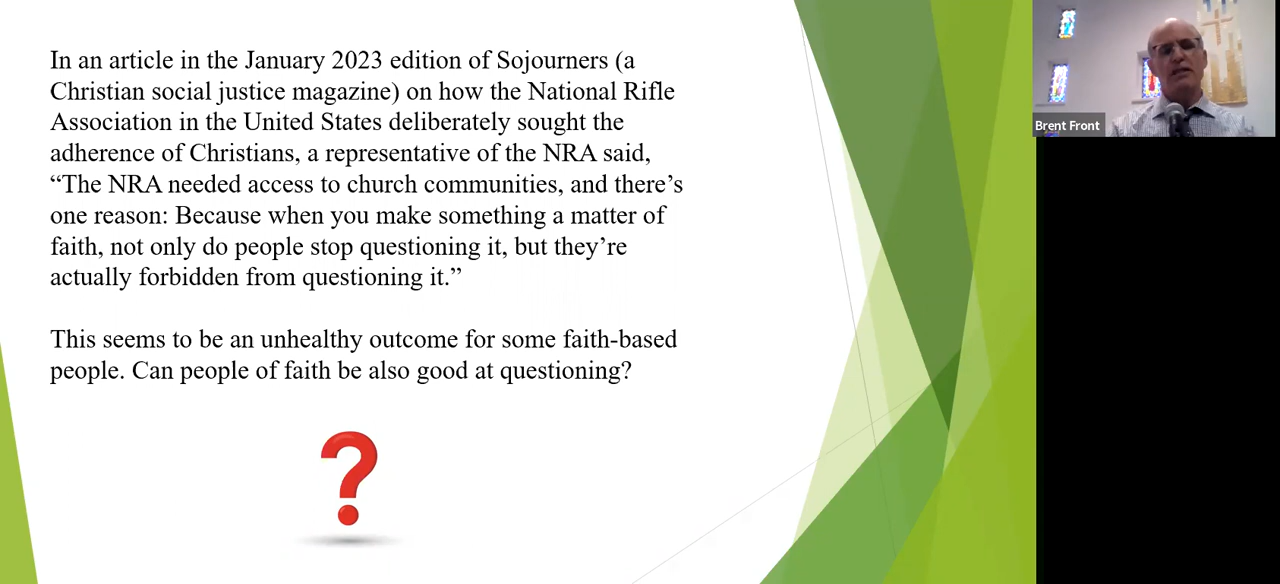 In an article in the January 2023 edition of Sojourners (a
Christian social justice magazine) on how the National Rifle
Association in the United States deliberately sought the
adherence of Christians, a representative of the NRA said,
“The NRA needed access to church communities, and there’s
one reason: Because when you make something a matter of
faith, not only do people stop questioning it, but they’re
actually forbidden from questioning it.”
This seems to be an unhealthy outcome for some faith-based
people. Can people of faith be also good at questioning?
?
Brent Front